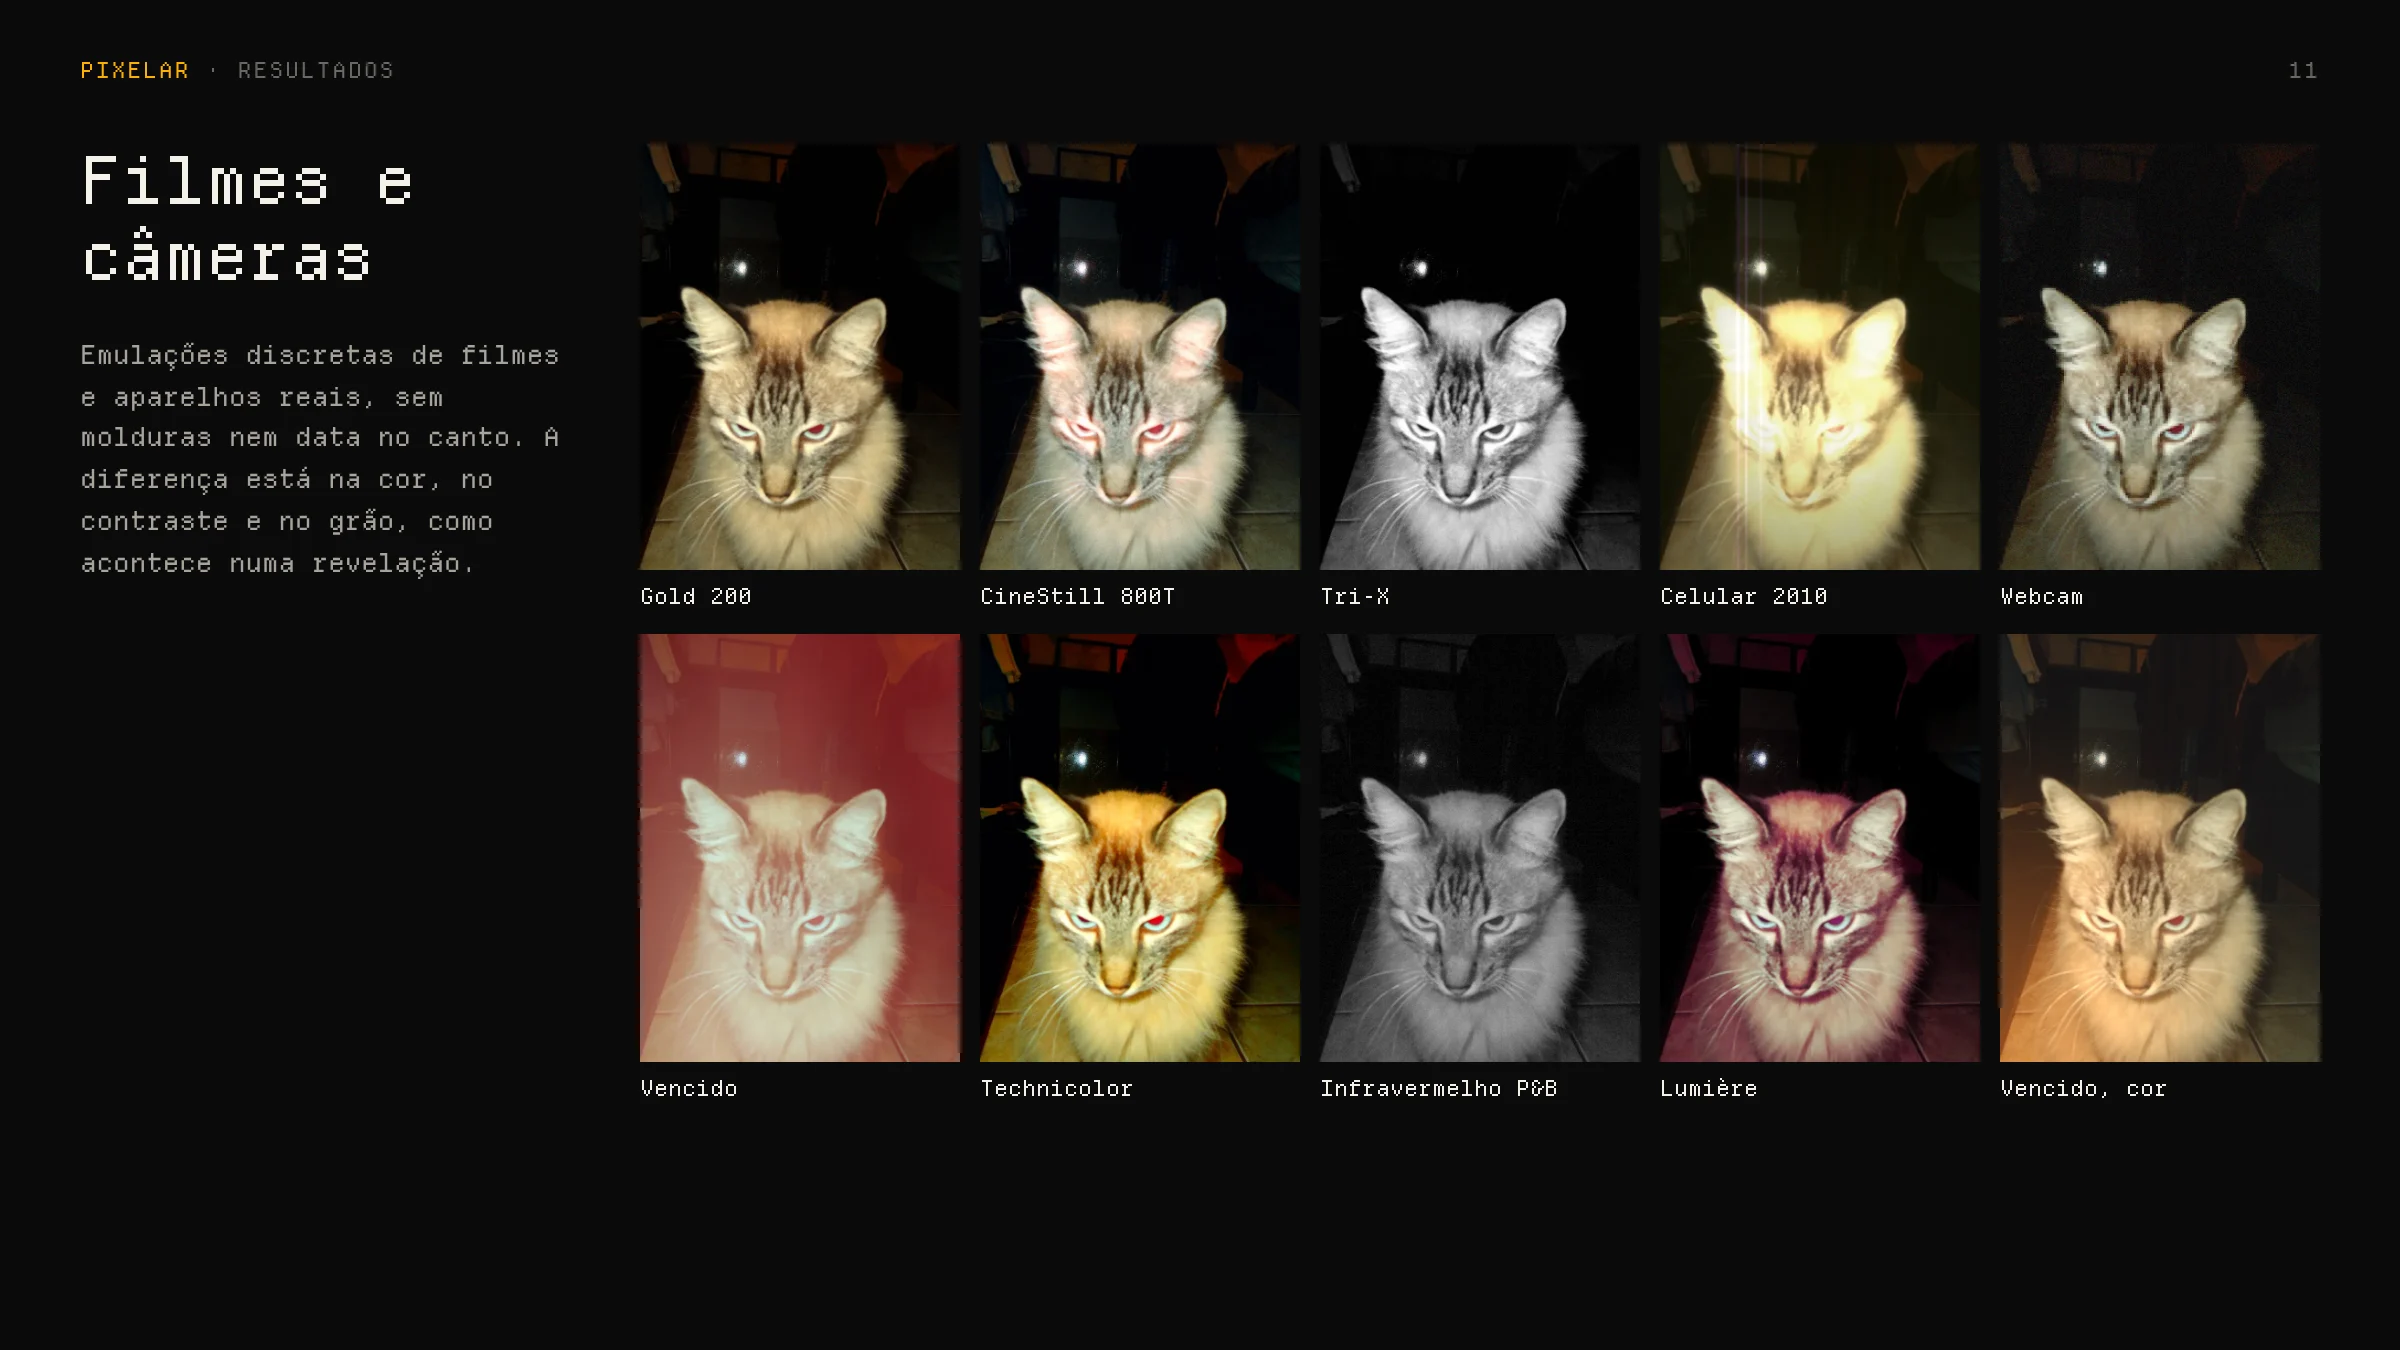 PIXELAR · RESULTADOS
11
Filmes e
câmeras
Emulações discretas de filmes
e aparelhos reais, sem
molduras nem data no canto. A
diferença está na cor, no
contraste e no grão, como
acontece numa revelação.
Gold 200
CineStill 800T
Tri-X
Celular 2010
Webcam
Vencido
Technicolor
Infravermelho P&B
Lumière
Vencido, cor